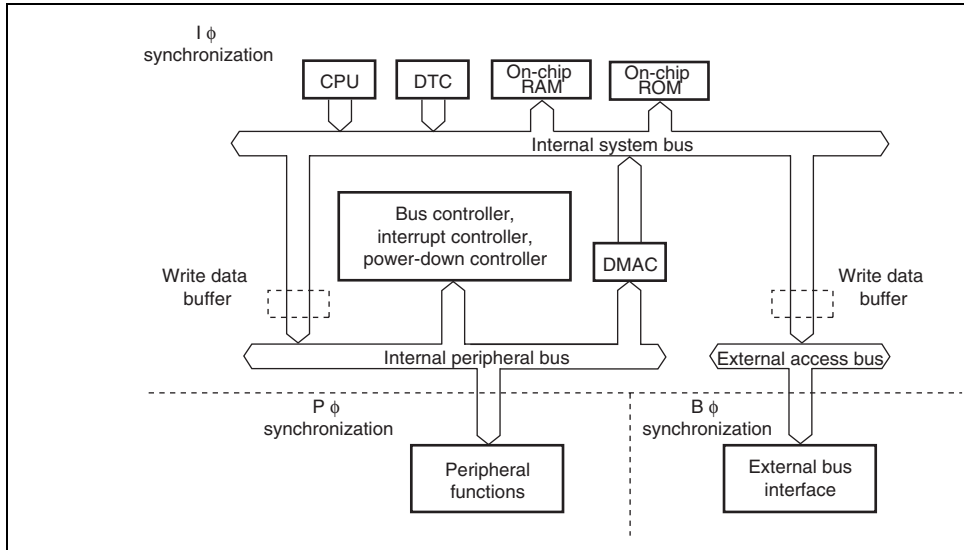 I ϕ
synchronization
CPU
DTC
On-chip
RAM
On-chip
ROM
Internal system bus
Bus controller,
interrupt controller,
power-down controller
DMAC
Write data
buffer
Write data
buffer
Internal peripheral bus
External access bus
P ϕ
synchronization
B ϕ
synchronization
Peripheral
functions
External bus
interface